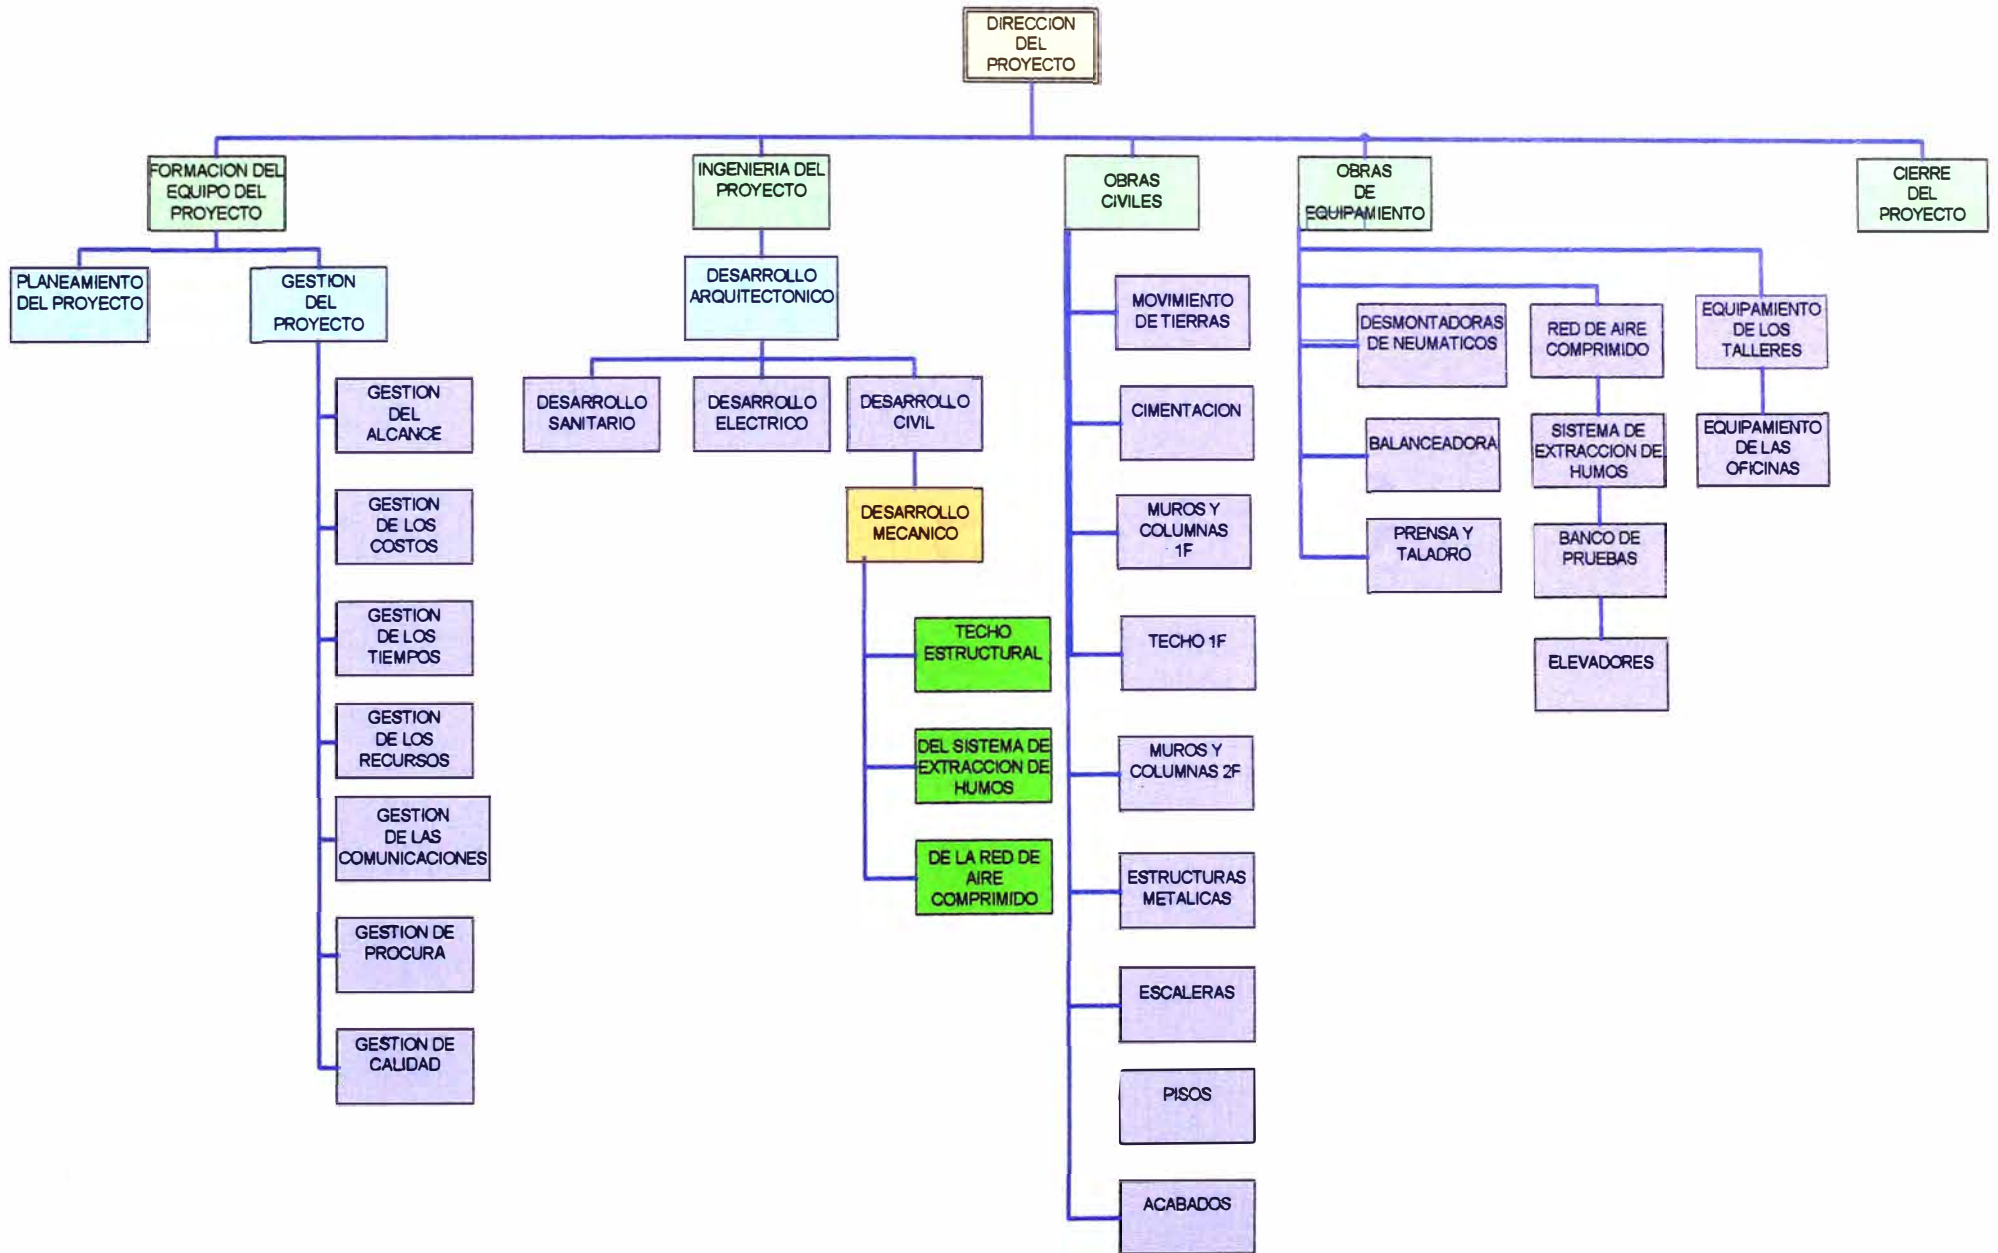 DIRECCION
DEL
PROYECTO
FORMACION DEL
EQUIPO DEL
PROYECTO
INGENIERIA DEL
PROYECTO
OBRAS
CIVILES
OBRAS
DE
EQUIPAMIENTO
CIERRE
DEL
PROYECTO
PLANEAMIENTO
DEL PROYECTO
GESTION
DEL
PROYECTO
GESTION
DEL
ALCANCE
GESTION
DE LOS
COSTOS
GESTION
DE LOS
TIEMPOS
GESTION
DE LOS
RECURSOS
GESTION
DE LAS
COMUNICACIONES
GESTION DE
PROCURA
GESTION DE
CALIDAD
DESARROLLO
ARQUITECTONICO
DESARROLLO
SANITARIO
DESARROLLO
ELECTRICO
DESARROLLO
CIVIL
DESARROLLO
MECANICO
TECHO
ESTRUCTURAL
DEL SISTEMA DE
EXTRACCION DE
HUMOS
DE LA RED DE
AIRE
COMPRIMIDO
MOVIMIENTO
DE TIERRAS
CIMENTACION
MUROS Y
COLUMNAS
1F
TECHO 1F
MUROS Y
COLUMNAS 2F
ESTRUCTURAS
METALICAS
ESCALERAS
PISOS
ACABADOS
DESMONTADORAS
DE NEUMATICOS
BALANCEADORA
PRENSA Y
TALADRO
RED DE AIRE
COMPRIMIDO
SISTEMA DE
EXTRACCION DE
HUMOS
BANCO DE
PRUEBAS
ELEVADORES
EQUIPAMIENTO
DE LOS
TALLERES
EQUIPAMIENTO
DE LAS
OFICINAS